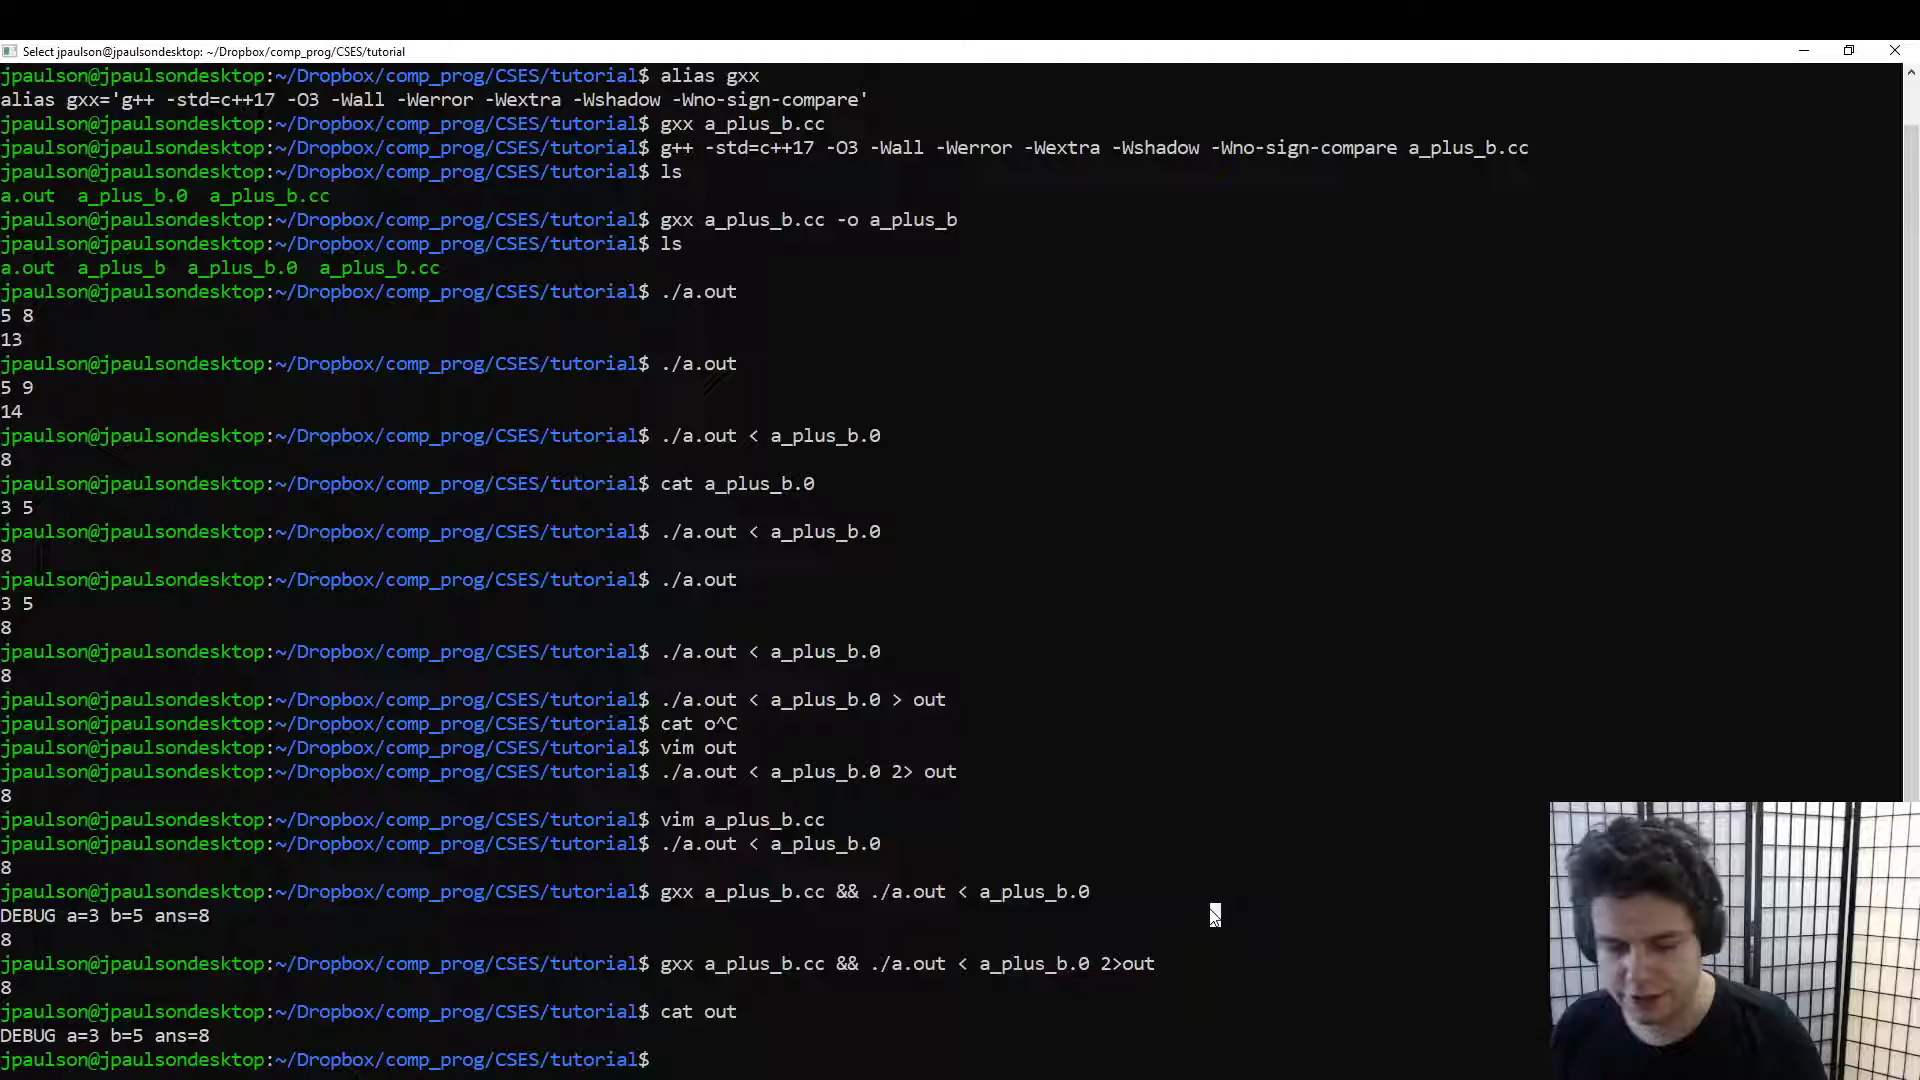 Select jpaulson@jpaulsondesktop: ~/Dropbox/comp_prog/CSES/tutorial
jpaulson@jpaulsondesktop:~/Dropbox/comp_prog/CSES/tutorial$ alias gxx
alias gxx='g++ -std=c++17 -O3 -Wall -Werror -Wextra -Wshadow -Wno-sign-compare'
jpaulson@jpaulsondesktop:~/Dropbox/comp_prog/CSES/tutorial$ gxx a_plus_b.cc
jpaulson@jpaulsondesktop:~/Dropbox/comp_prog/CSES/tutorial$ g++ -std=c++17 -O3 -Wall -Werror -Wextra -Wshadow -Wno-sign-compare a_plus_b.cc
jpaulson@jpaulsondesktop:~/Dropbox/comp_prog/CSES/tutorial$ ls
a.out  a_plus_b.0  a_plus_b.cc
jpaulson@jpaulsondesktop:~/Dropbox/comp_prog/CSES/tutorial$ gxx a_plus_b.cc -o a_plus_b
jpaulson@jpaulsondesktop:~/Dropbox/comp_prog/CSES/tutorial$ ls
a.out  a_plus_b  a_plus_b.0  a_plus_b.cc
jpaulson@jpaulsondesktop:~/Dropbox/comp_prog/CSES/tutorial$ ./a.out
5 8
13
jpaulson@jpaulsondesktop:~/Dropbox/comp_prog/CSES/tutorial$ ./a.out
5 9
14
jpaulson@jpaulsondesktop:~/Dropbox/comp_prog/CSES/tutorial$ ./a.out < a_plus_b.0
8
jpaulson@jpaulsondesktop:~/Dropbox/comp_prog/CSES/tutorial$ cat a_plus_b.0
3 5
jpaulson@jpaulsondesktop:~/Dropbox/comp_prog/CSES/tutorial$ ./a.out < a_plus_b.0
8
jpaulson@jpaulsondesktop:~/Dropbox/comp_prog/CSES/tutorial$ ./a.out
3 5
8
jpaulson@jpaulsondesktop:~/Dropbox/comp_prog/CSES/tutorial$ ./a.out < a_plus_b.0
8
jpaulson@jpaulsondesktop:~/Dropbox/comp_prog/CSES/tutorial$ ./a.out < a_plus_b.0 > out
jpaulson@jpaulsondesktop:~/Dropbox/comp_prog/CSES/tutorial$ cat o^C
jpaulson@jpaulsondesktop:~/Dropbox/comp_prog/CSES/tutorial$ vim out
jpaulson@jpaulsondesktop:~/Dropbox/comp_prog/CSES/tutorial$ ./a.out < a_plus_b.0 2> out
8
jpaulson@jpaulsondesktop:~/Dropbox/comp_prog/CSES/tutorial$ vim a_plus_b.cc
jpaulson@jpaulsondesktop:~/Dropbox/comp_prog/CSES/tutorial$ ./a.out < a_plus_b.0
8
jpaulson@jpaulsondesktop:~/Dropbox/comp_prog/CSES/tutorial$ gxx a_plus_b.cc && ./a.out < a_plus_b.0
DEBUG a=3 b=5 ans=8
8
jpaulson@jpaulsondesktop:~/Dropbox/comp_prog/CSES/tutorial$ gxx a_plus_b.cc && ./a.out < a_plus_b.0 2>out
8
jpaulson@jpaulsondesktop:~/Dropbox/comp_prog/CSES/tutorial$ cat out
DEBUG a=3 b=5 ans=8
jpaulson@jpaulsondesktop:~/Dropbox/comp_prog/CSES/tutorial$